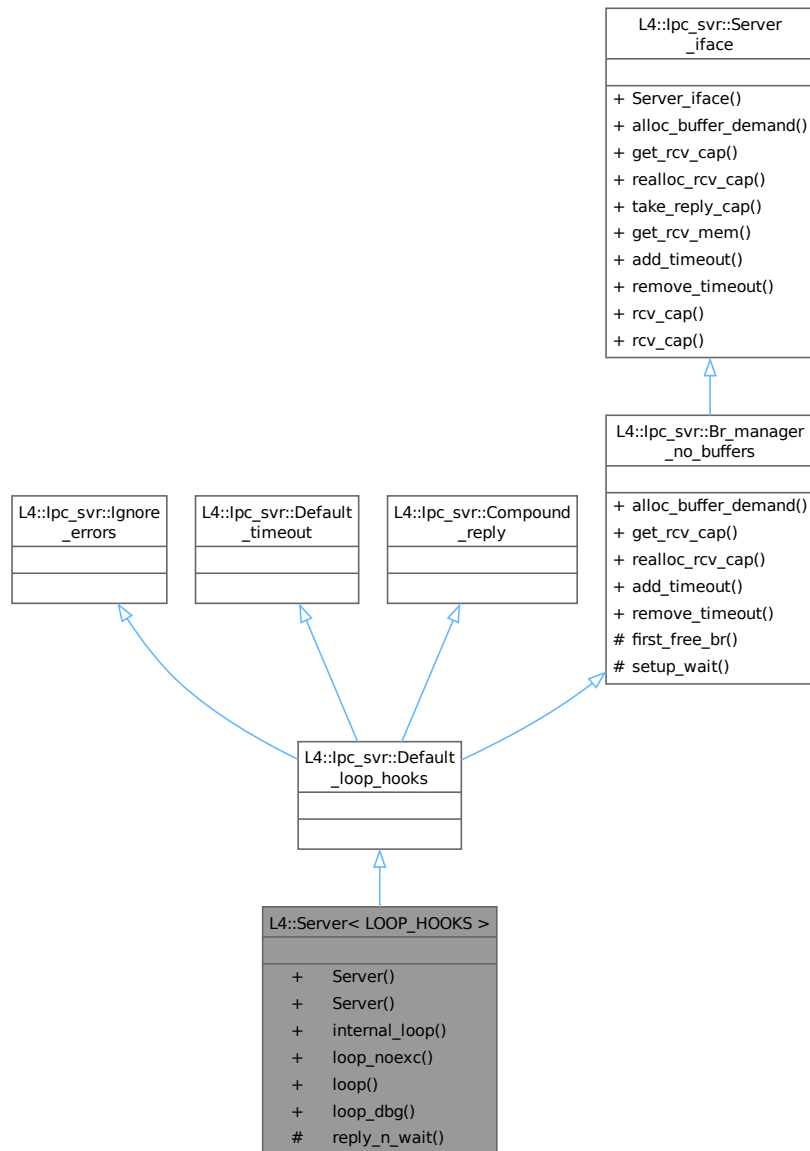 L4::Ipc_svr::Server
_iface
+ Server_iface()
+ alloc_buffer_demand()
+ get_rcv_cap()
+ realloc_rcv_cap()
+ take_reply_cap()
+ get_rcv_mem()
+ add_timeout()
+ remove_timeout()
+ rcv_cap()
+ rcv_cap()
L4::Ipc_svr::Br_manager
_no_buffers
+ alloc_buffer_demand()
+ get_rcv_cap()
+ realloc_rcv_cap()
+ add_timeout()
+ remove_timeout()
# first_free_br()
# setup_wait()
L4::Ipc_svr::Ignore
_errors
L4::Ipc_svr::Default
_timeout
L4::Ipc_svr::Compound
_reply
L4::Ipc_svr::Default
_loop_hooks
L4::Server< LOOP_HOOKS >
+ Server()
+ Server()
+ internal_loop()
+ loop_noexc()
+ loop()
+ loop_dbg()
# reply_n_wait()